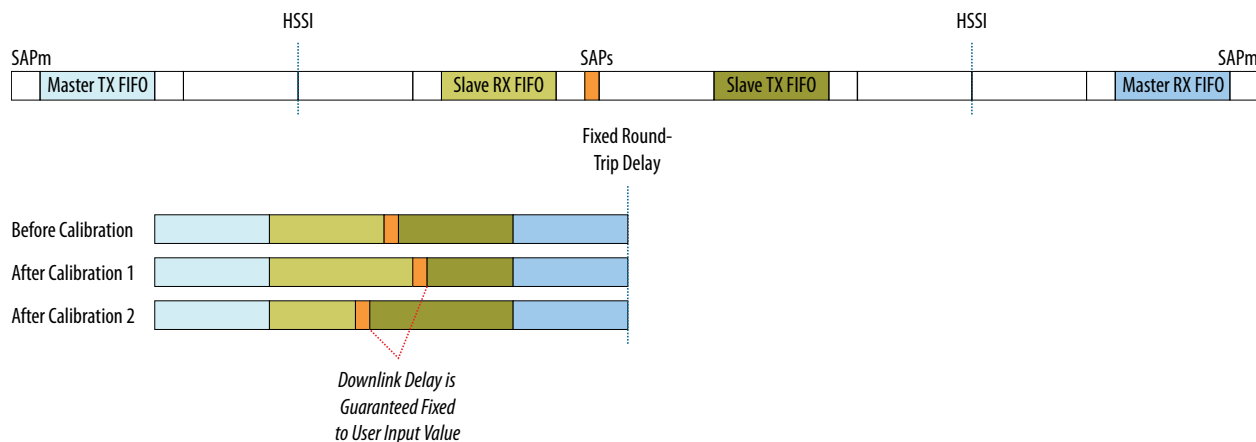 HSSI
HSSI
SAPm
SAPs
SAPm
Master TX FIFO
Slave RX FIFO
Slave TX FIFO
Master RX FIFO
Fixed Round-
Trip Delay
Before Calibration
After Calibration 1
After Calibration 2
Downlink Delay is
Guaranteed Fixed
to User Input Value